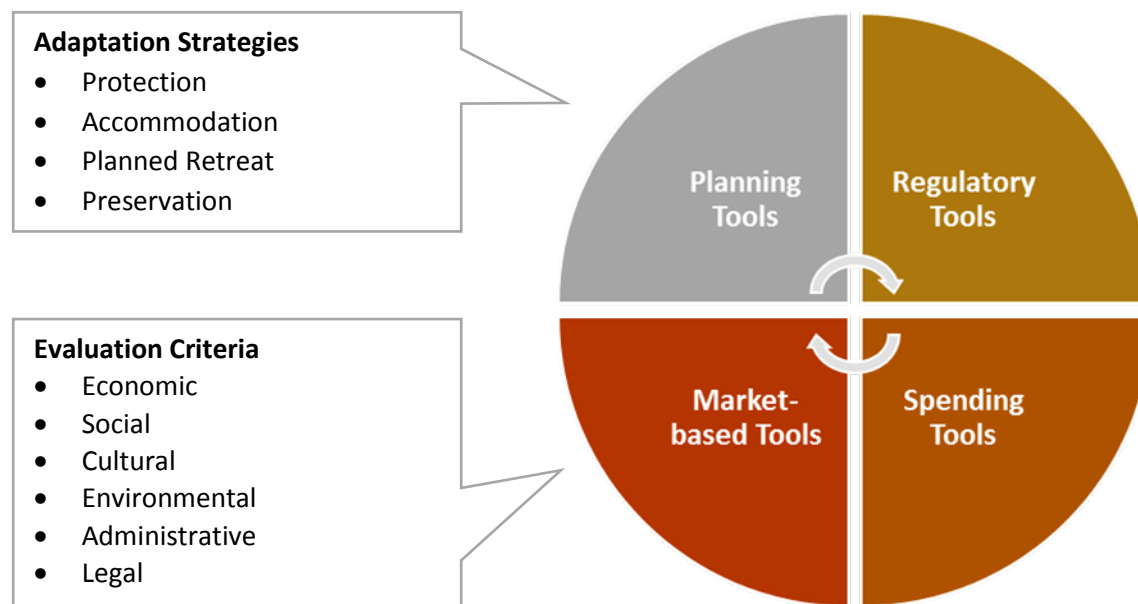 Adaptation Strategies
• Protection
• Accommodation
• Planned Retreat
• Preservation
Planning
Tools
Regulatory
Tools
Evaluation Criteria
• Economic
• Social
• Cultural
• Environmental
• Administrative
• Legal
Market-
based Tools
Spending
Tools